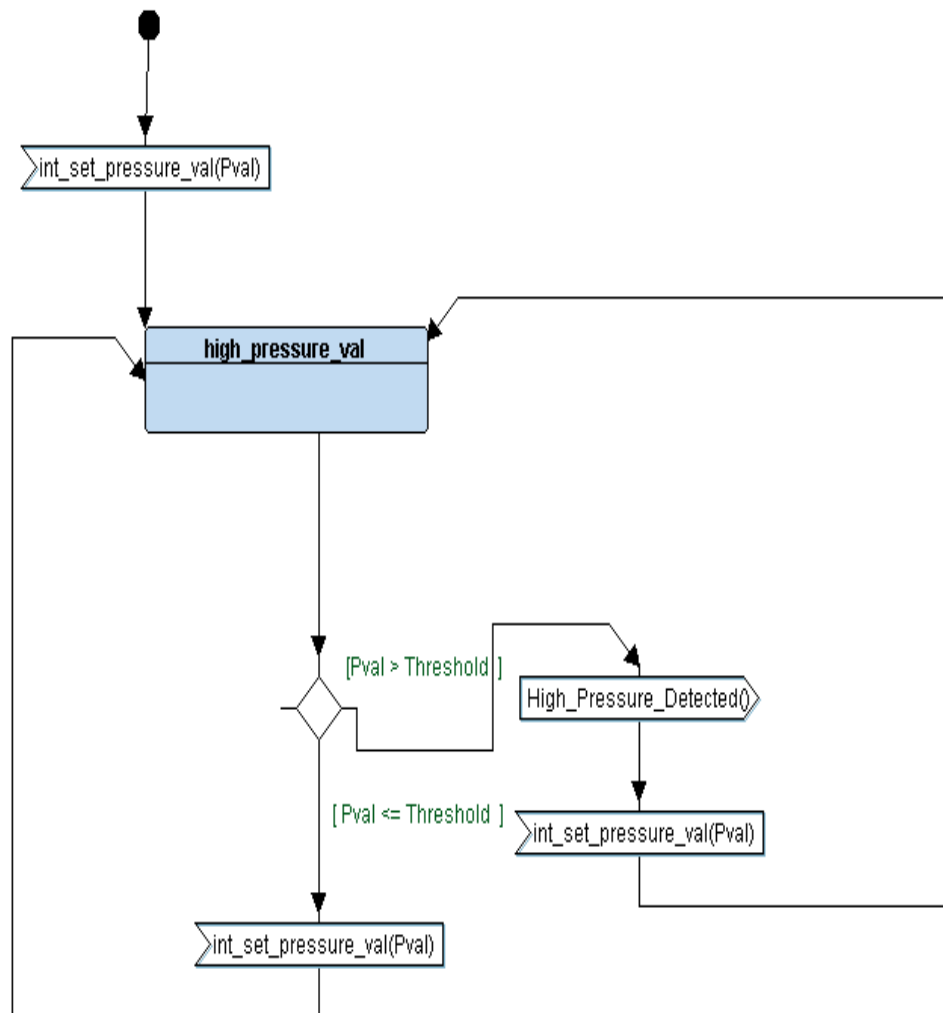 int_set_pressure_val(Pval)
high_pressure_val
[Pval > Threshold ]
High_Pressure_Detected()
[ Pval <= Threshold ]
int_set_pressure_val(Pval)
int_set_pressure_val(Pval)